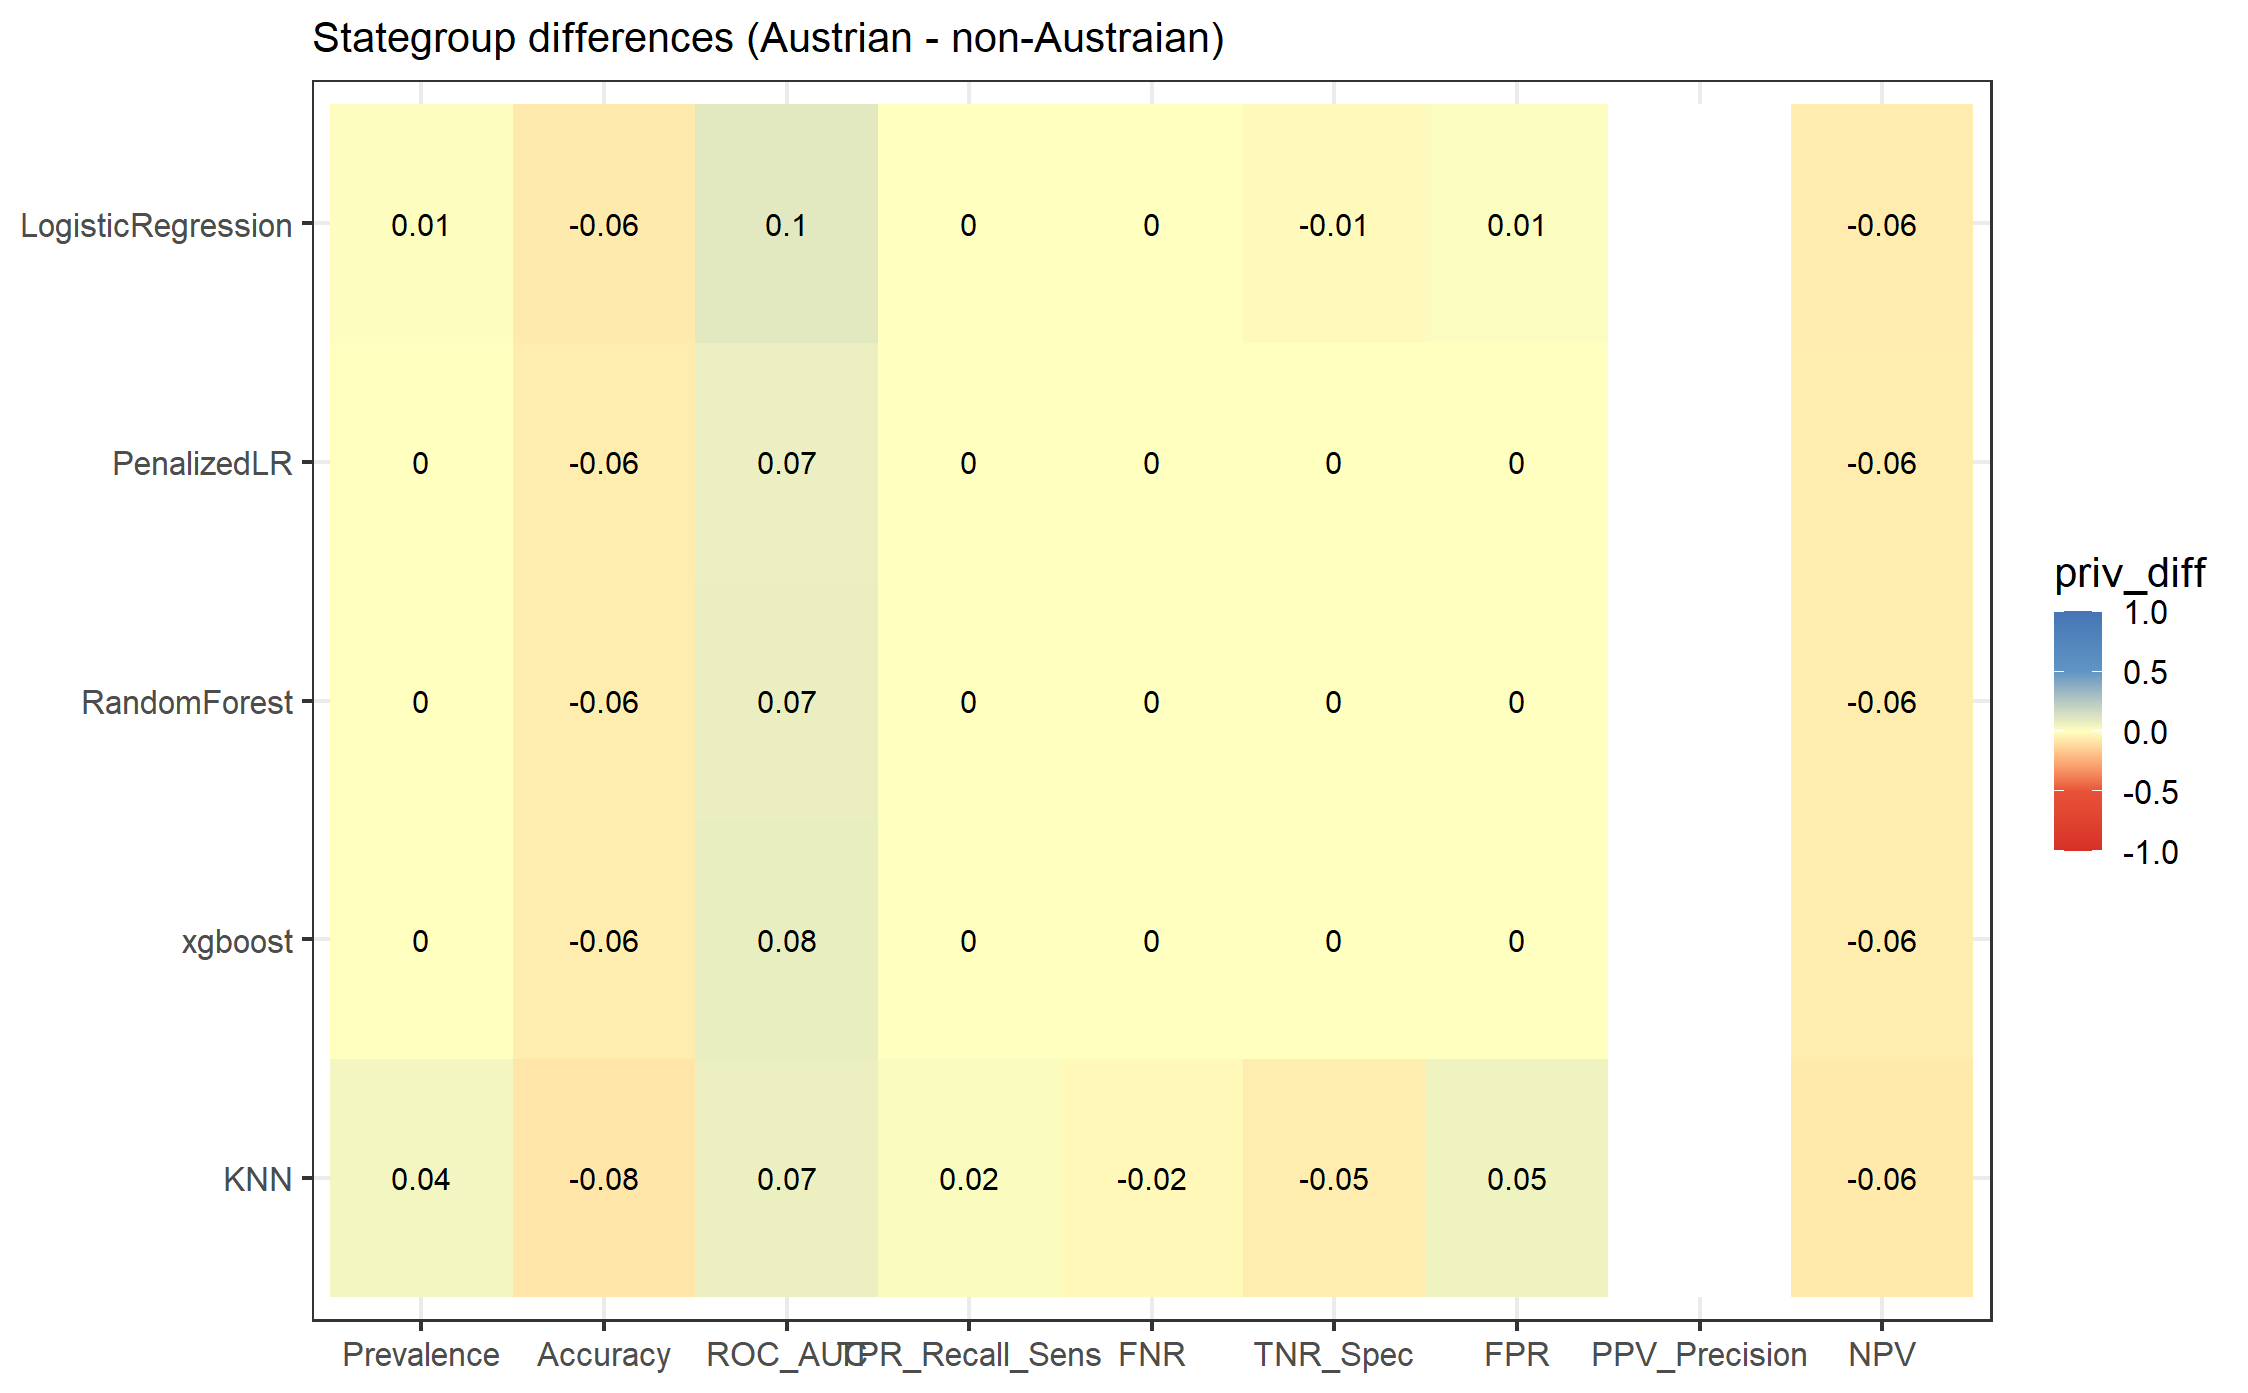 Stategroup differences (Austrian - non-Austraian)
LogisticRegression 0.01 -0.06 0.1 0 0 -0.01 0.01 -0.06
PenalizedLR 0 -0.06 0.07 0 0 0 0 -0.06
RandomForest 0 -0.06 0.07 0 0 0 0 -0.06
xgboost 0 -0.06 0.08 0 0 0 0 -0.06
KNN 0.04 -0.08 0.07 0.02 -0.02 -0.05 0.05 -0.06
Prevalence Accuracy ROC_AUC TPR_Recall_Sens FNR TNR_Spec FPR PPV_Precision NPV
priv_diff
1.0
0.5
0.0
-0.5
-1.0